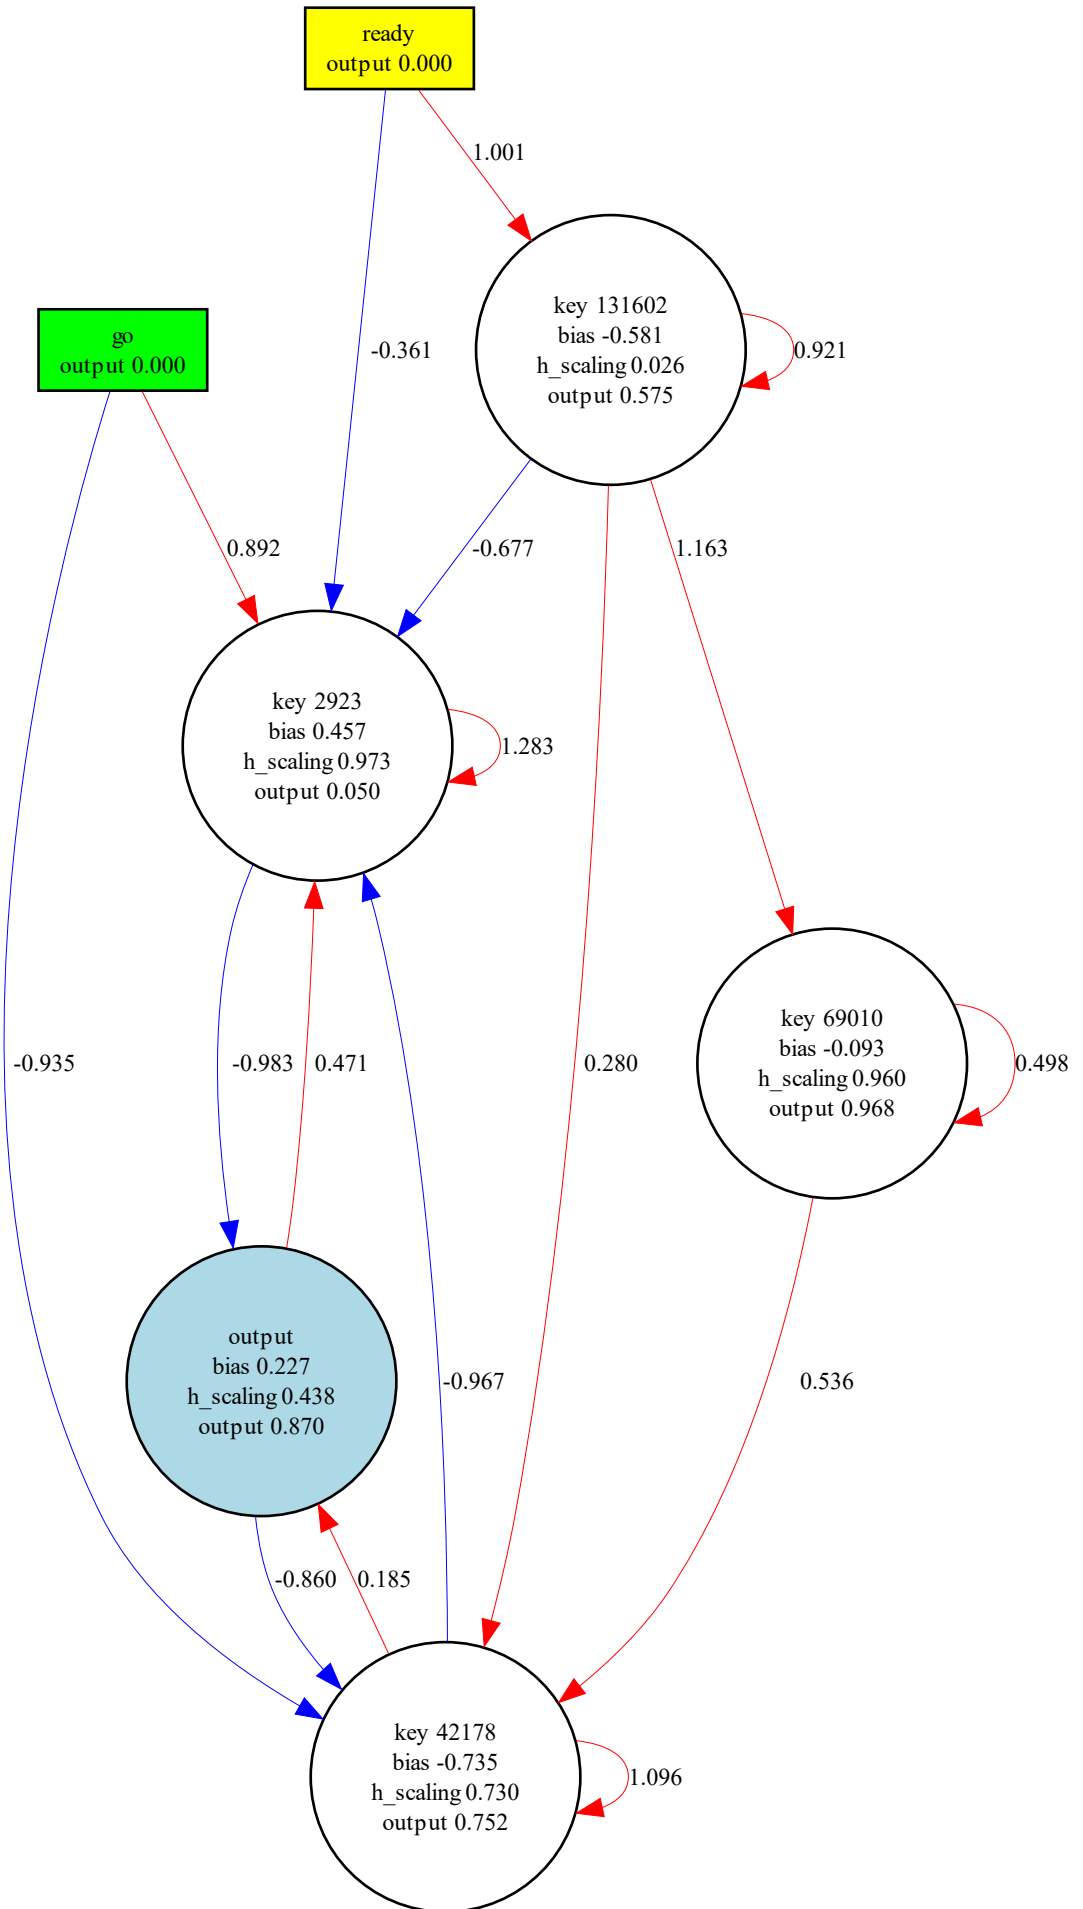 ready
output 0.000
1.001
key 131602
bias -0.581
h_scaling 0.026
output 0.575
0.921
go
output 0.000
-0.361
0.892
-0.677
1.163
key 2923
bias 0.457
h_scaling 0.973
output 0.050
1.283
key 69010
bias -0.093
h_scaling 0.960
output 0.968
0.498
-0.935
-0.983
0.471
0.280
output
bias 0.227
h_scaling 0.438
output 0.870
-0.967
0.536
-0.860
0.185
key 42178
bias -0.735
h_scaling 0.730
output 0.752
1.096